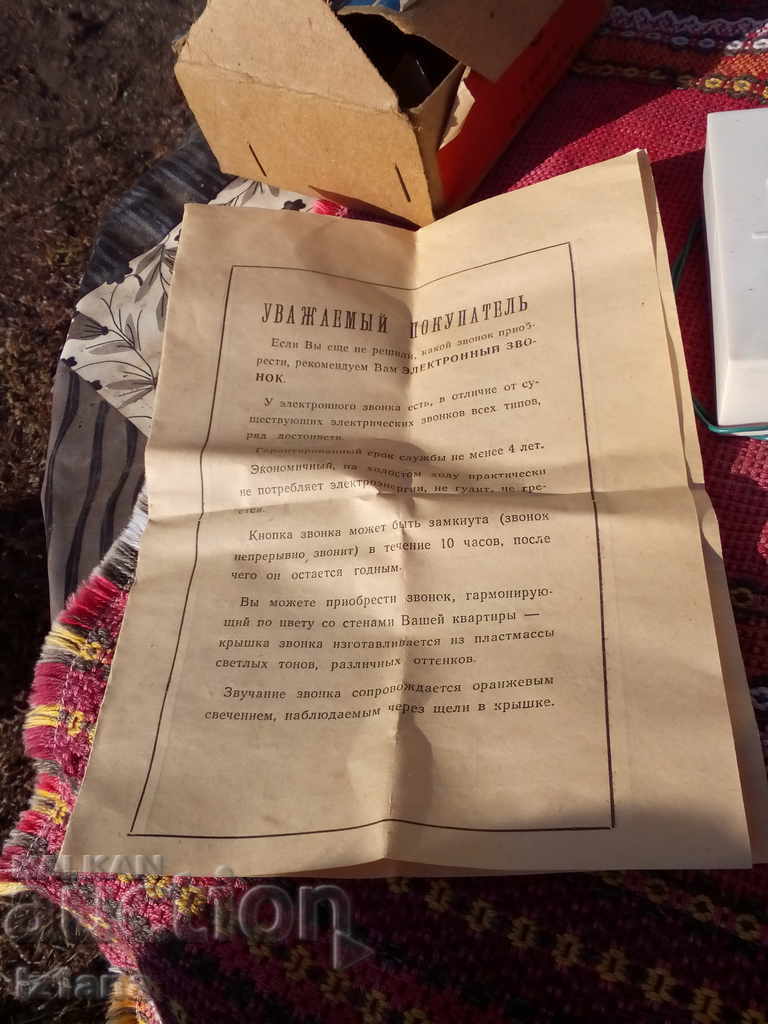 УВАЖАЕМЫЙ ПОКУПАТЕЛЬ
Если Вы еще не решили, какой звонок приоб-
рести, рекомендуем Вам ЭЛЕКТРОННЫЙ ЗВО-
НОК.
У электронного звонка есть, в отличие от су-
ществующих электрических звонков всех типов,
ряд достоинств.
Гарантированный срок службы не менее 4 лет.
Экономичный, на холостом ходу практически
не потребляет электроэнергии, не гудит, не гре-
ется.
Кнопка звонка может быть замкнута (звонок
непрерывно звонит) в течение 10 часов, после
чего он остается годным.
Вы можете приобрести звонок, гармонирую-
щий по цвету со стенами Вашей квартиры —
крышка звонка изготавливается из пластмассы
светлых тонов, различных оттенков.
Звучание звонка сопровождается оранжевым
свечением, наблюдаемым через щели в крышке.
BALKAN
auction
iztana